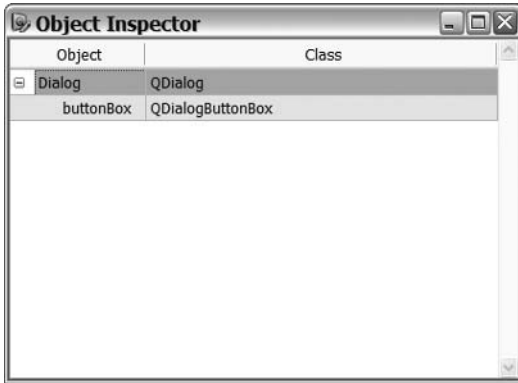 Object Inspector
Object Class
Dialog QDialog
buttonBox QDialogButtonBox